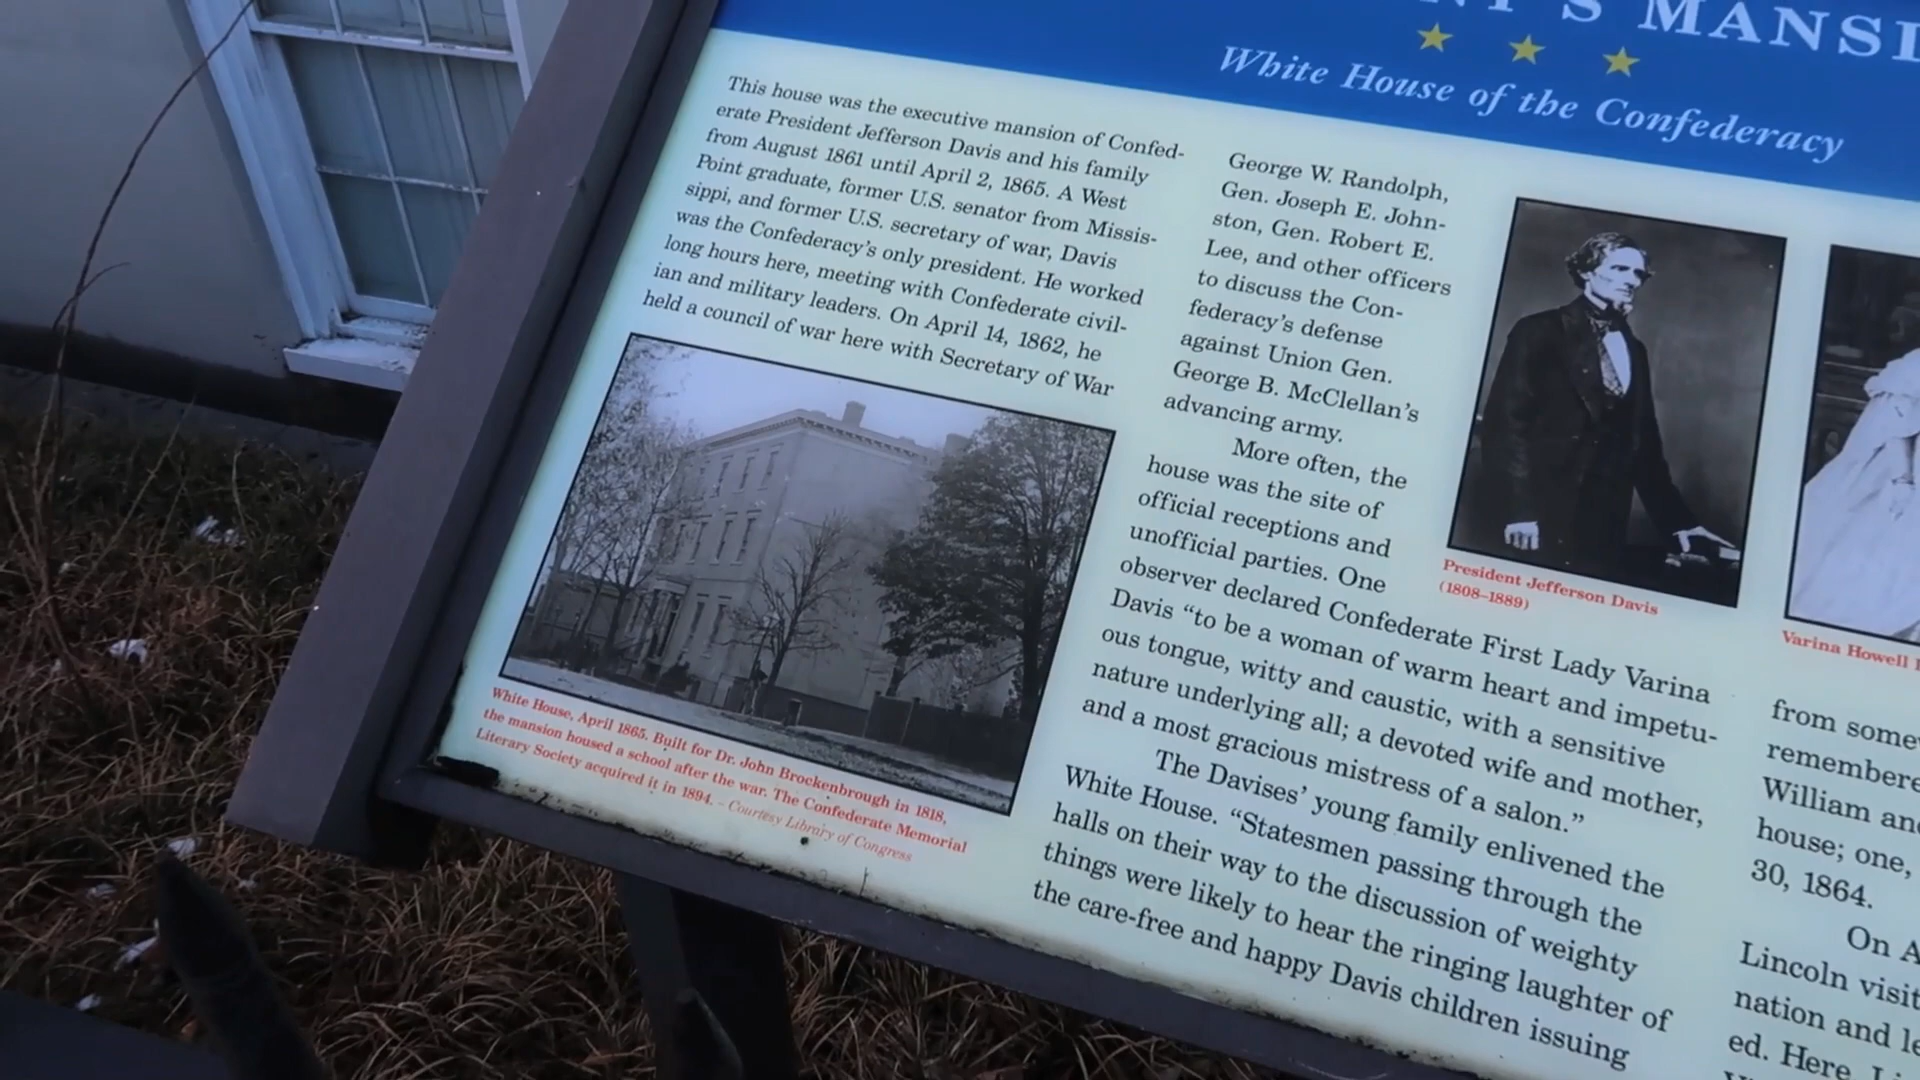 White House of the Confederacy
This house was the executive mansion of Confed-
erate President Jefferson Davis and his family
from August 1861 until April 2, 1865. A West
Point graduate, former U.S. senator from Missis-
sippi, and former U.S. secretary of war, Davis
was the Confederacy's only president. He worked
long hours here, meeting with Confederate civil-
ian and military leaders. On April 14, 1862, he
held a council of war here with Secretary of War
White House, April 1865. Built for Dr. John Brockenbrough in 1818,
the mansion housed a school after the war. The Confederate Memorial
Literary Society acquired it in 1894. – Courtesy Library of Congress
George W. Randolph,
Gen. Joseph E. John-
ston, Gen. Robert E.
Lee, and other officers
to discuss the Con-
federacy's defense
against Union Gen.
George B. McClellan's
advancing army.
More often, the
house was the site of
official receptions and
unofficial parties. One
observer declared Confederate First Lady Varina
Davis “to be a woman of warm heart and impetu-
ous tongue, witty and caustic, with a sensitive
nature underlying all; a devoted wife and mother,
and a most gracious mistress of a salon.”
The Davises' young family enlivened the
White House. “Statesmen passing through the
halls on their way to the discussion of weighty
things were likely to hear the ringing laughter of
the care-free and happy Davis children issuing
President Jefferson Davis
(1808–1889)
Varina Howell
from
William
house; one,
30, 1864.
On
Lincoln
nation and
ed. Here